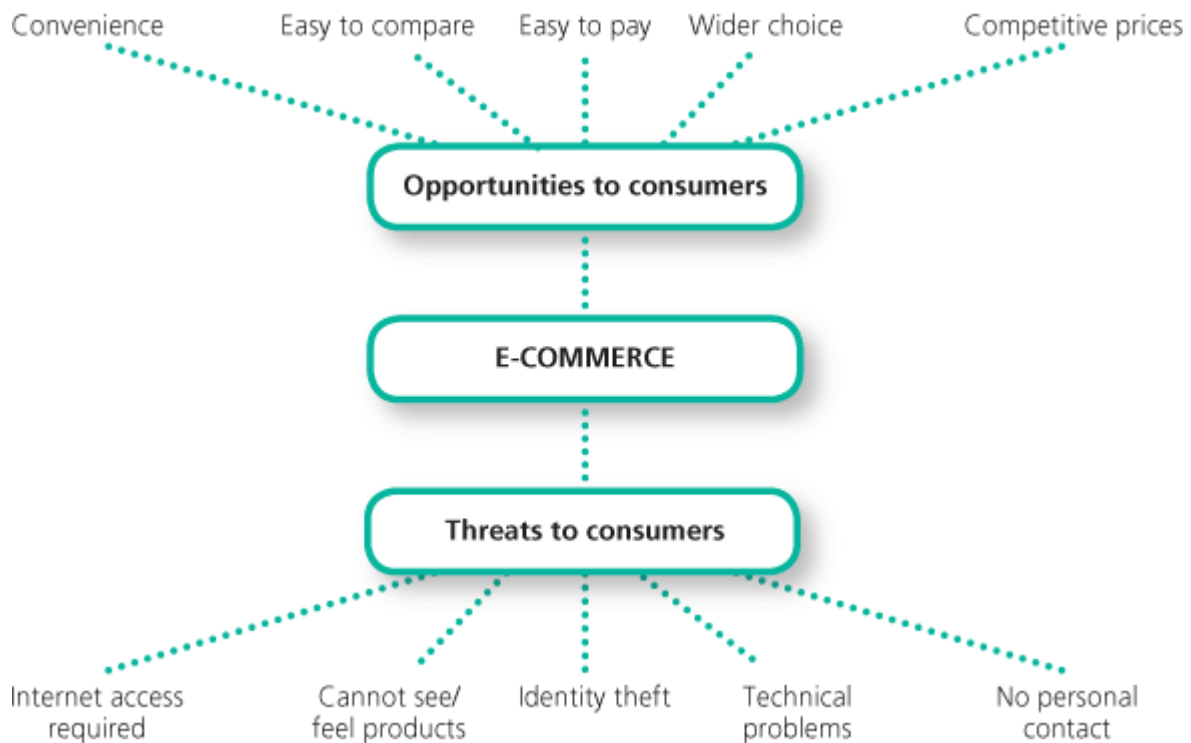 Convenience
Easy to compare
Easy to pay
Wider choice
Competitive prices
Opportunities to consumers
E-COMMERCE
Threats to consumers
Internet access
required
Cannot see/
feel products
Identity theft
Technical
problems
No personal
contact